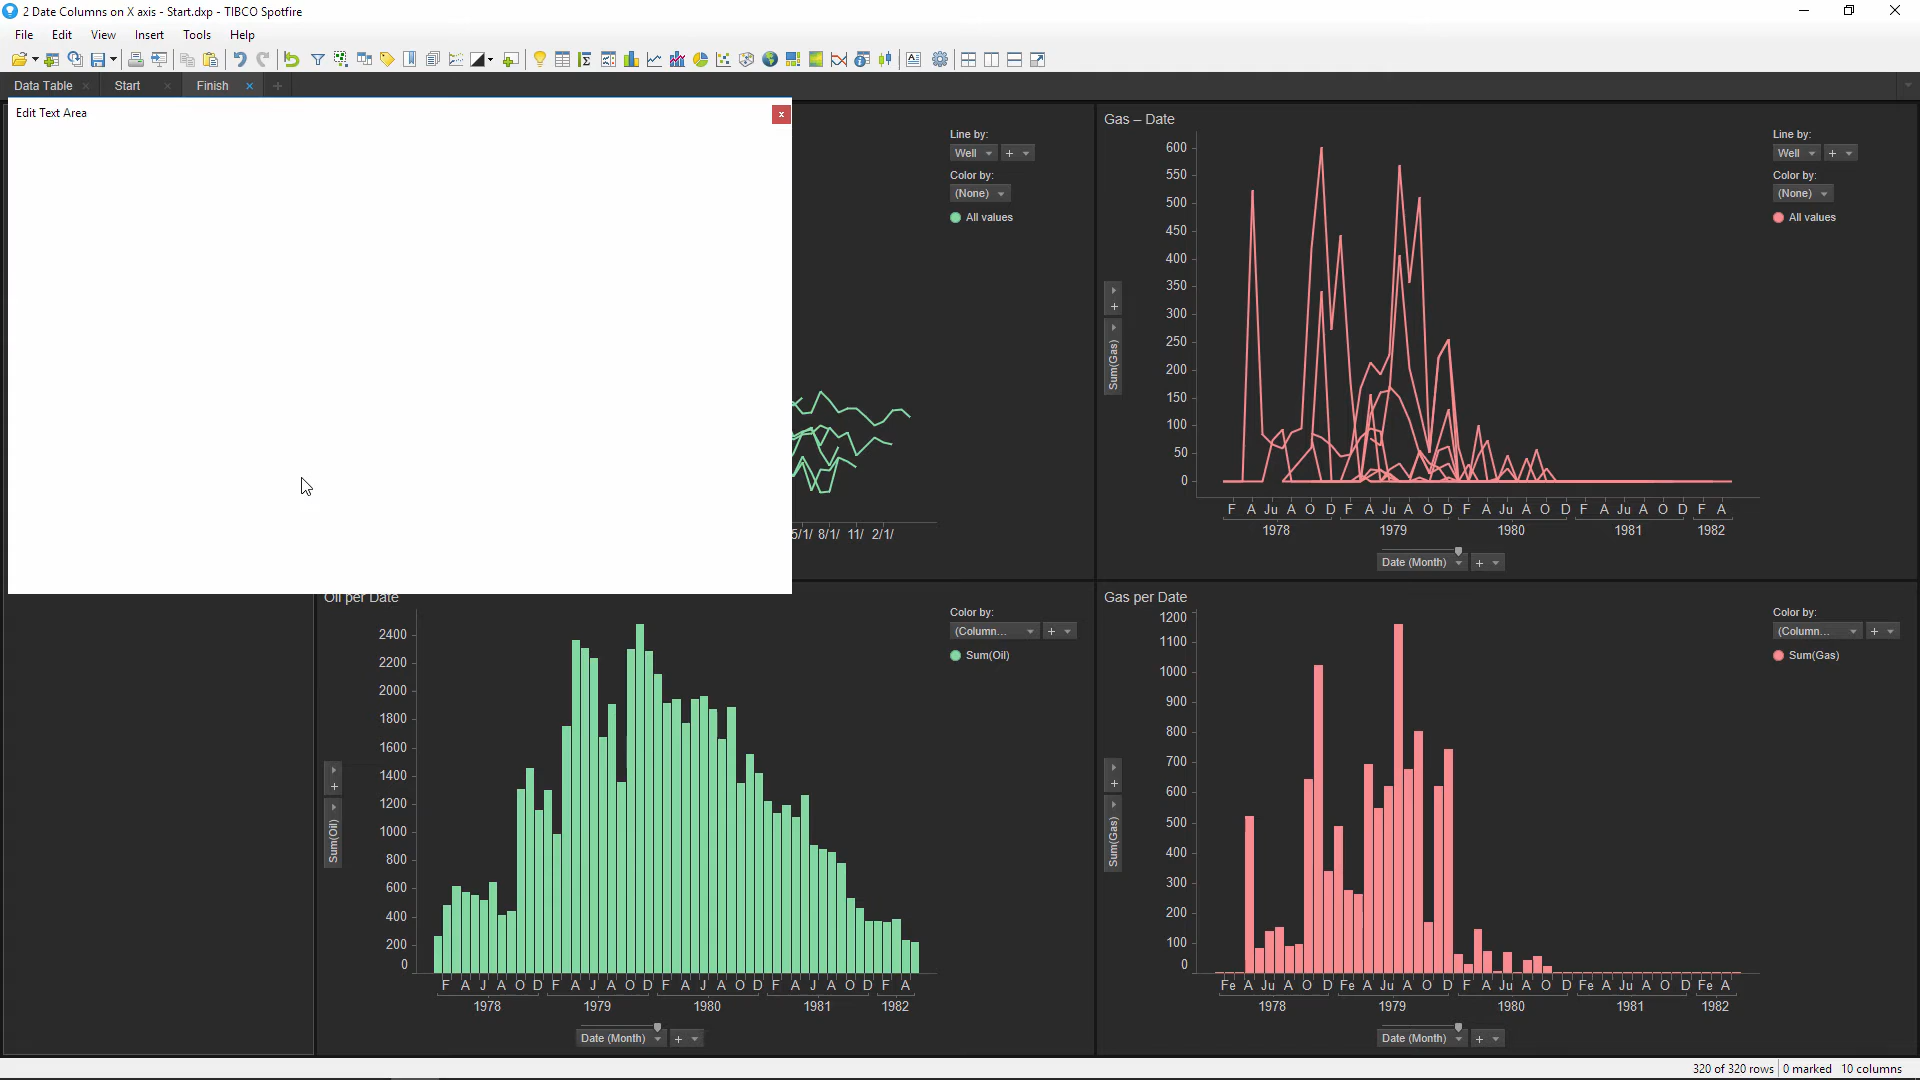 2 Date Columns on X axis - Start.dxp - TIBCO Spotfire
File Edit View Insert Tools Help
Data Table Start Finish
Edit Text Area
Line by:
Well
Color by:
(None)
All values
5/1/ 8/1/ 11/ 2/1/
Gas – Date
600
550
500
450
400
350
300
250
200
150
100
50
0
Sum(Gas)
F A Ju A O D F A Ju A O D F A Ju A O D F A Ju A O D F A
1978 1979 1980 1981 1982
Date (Month)
Line by:
Well
Color by:
(None)
All values
Oil per Date
2400
2200
2000
1800
1600
1400
1200
1000
800
600
400
200
0
Sum(Oil)
F A J A O D F A J A O D F A J A O D F A J A O D F A
1978 1979 1980 1981 1982
Date (Month)
Color by:
(Column...
Sum(Oil)
Gas per Date
1200
1100
1000
900
800
700
600
500
400
300
200
100
0
Sum(Gas)
Fe A Ju A O D Fe A Ju A O D F A Ju A O D Fe A Ju A O D Fe A
1978 1979 1980 1981 1982
Date (Month)
Color by:
(Column...
Sum(Gas)
320 of 320 rows 0 marked 10 columns